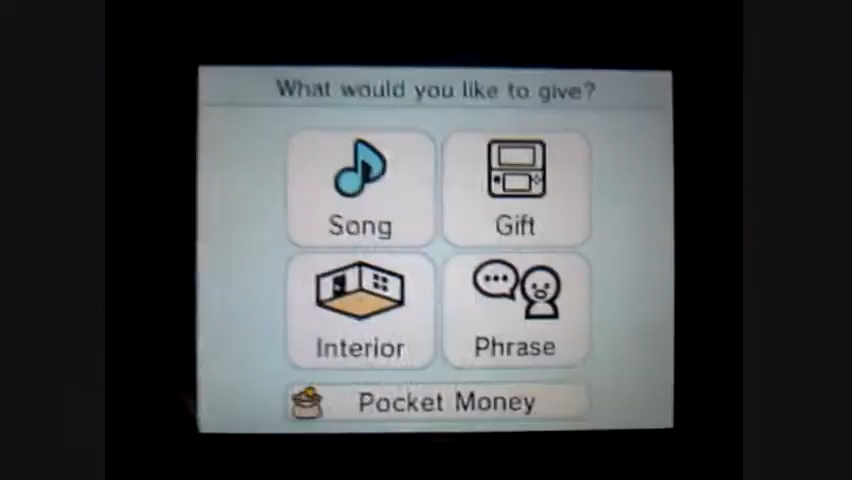 What would you like to give?
Song
Gift
Interior
Phrase
Pocket Money